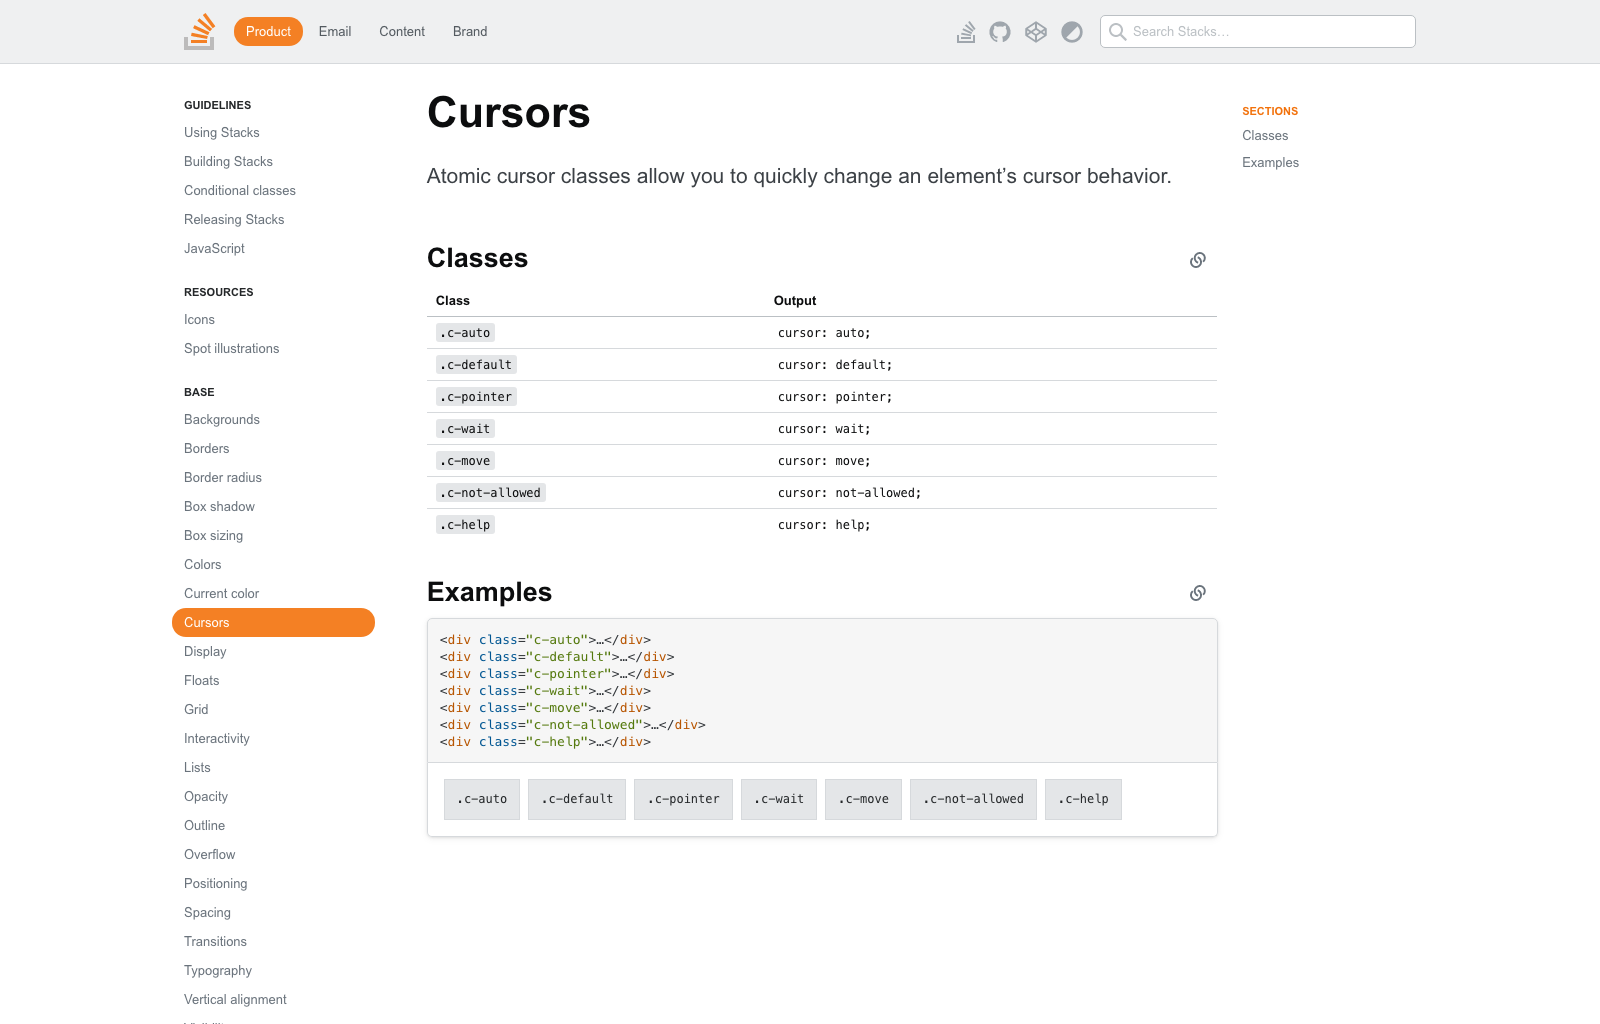 Product
Email
Content
Brand
Search Stacks…
GUIDELINES
Using Stacks
Building Stacks
Conditional classes
Releasing Stacks
JavaScript
RESOURCES
Icons
Spot illustrations
BASE
Backgrounds
Borders
Border radius
Box shadow
Box sizing
Colors
Current color
Cursors
Display
Floats
Grid
Interactivity
Lists
Opacity
Outline
Overflow
Positioning
Spacing
Transitions
Typography
Vertical alignment
Cursors
Atomic cursor classes allow you to quickly change an element’s cursor behavior.
Classes
Class Output
.c-auto cursor: auto;
.c-default cursor: default;
.c-pointer cursor: pointer;
.c-wait cursor: wait;
.c-move cursor: move;
.c-not-allowed cursor: not-allowed;
.c-help cursor: help;
Examples
<div class="c-auto">…</div>
<div class="c-default">…</div>
<div class="c-pointer">…</div>
<div class="c-wait">…</div>
<div class="c-move">…</div>
<div class="c-not-allowed">…</div>
<div class="c-help">…</div>
.c-auto .c-default .c-pointer .c-wait .c-move .c-not-allowed .c-help
SECTIONS
Classes
Examples